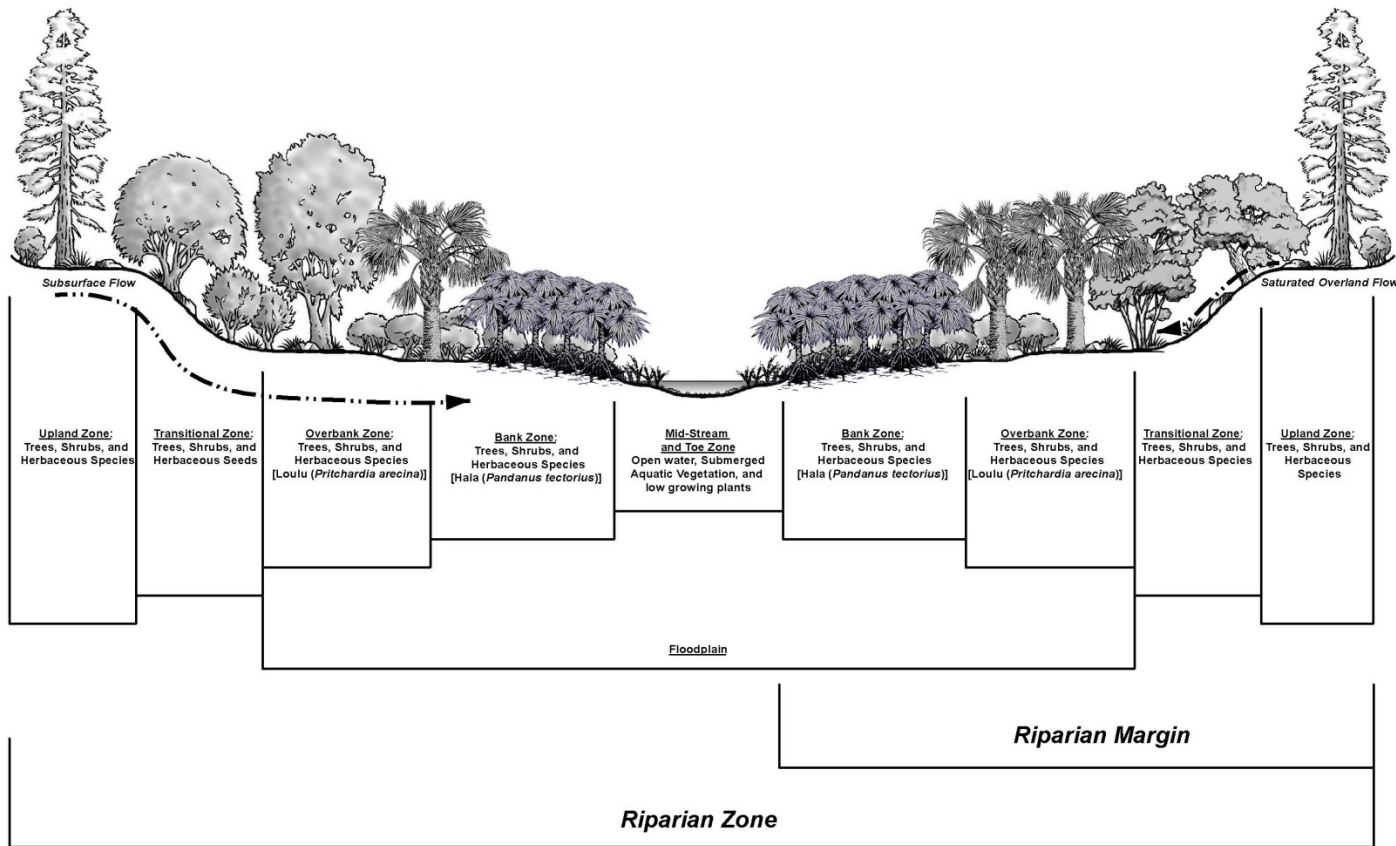 Subsurface Flow
Saturated Overland Flow
Upland Zone:
Trees, Shrubs, and
Herbaceous Species
Transitional Zone:
Trees, Shrubs, and
Herbaceous Seeds
Overbank Zone:
Trees, Shrubs, and
Herbaceous Species
[Loulu (Pritchardia arecina)]
Bank Zone:
Trees, Shrubs, and
Herbaceous Species
[Hala (Pandanus tectorius)]
Mid-Stream
and Toe Zone
Open water, Submerged
Aquatic Vegetation, and
low growing plants
Bank Zone:
Trees, Shrubs, and
Herbaceous Species
[Hala (Pandanus tectorius)]
Overbank Zone:
Trees, Shrubs, and
Herbaceous Species
[Loulu (Pritchardia arecina)]
Transitional Zone:
Trees, Shrubs, and
Herbaceous Species
Upland Zone:
Trees, Shrubs, and
Herbaceous
Species
Floodplain
Riparian Margin
Riparian Zone